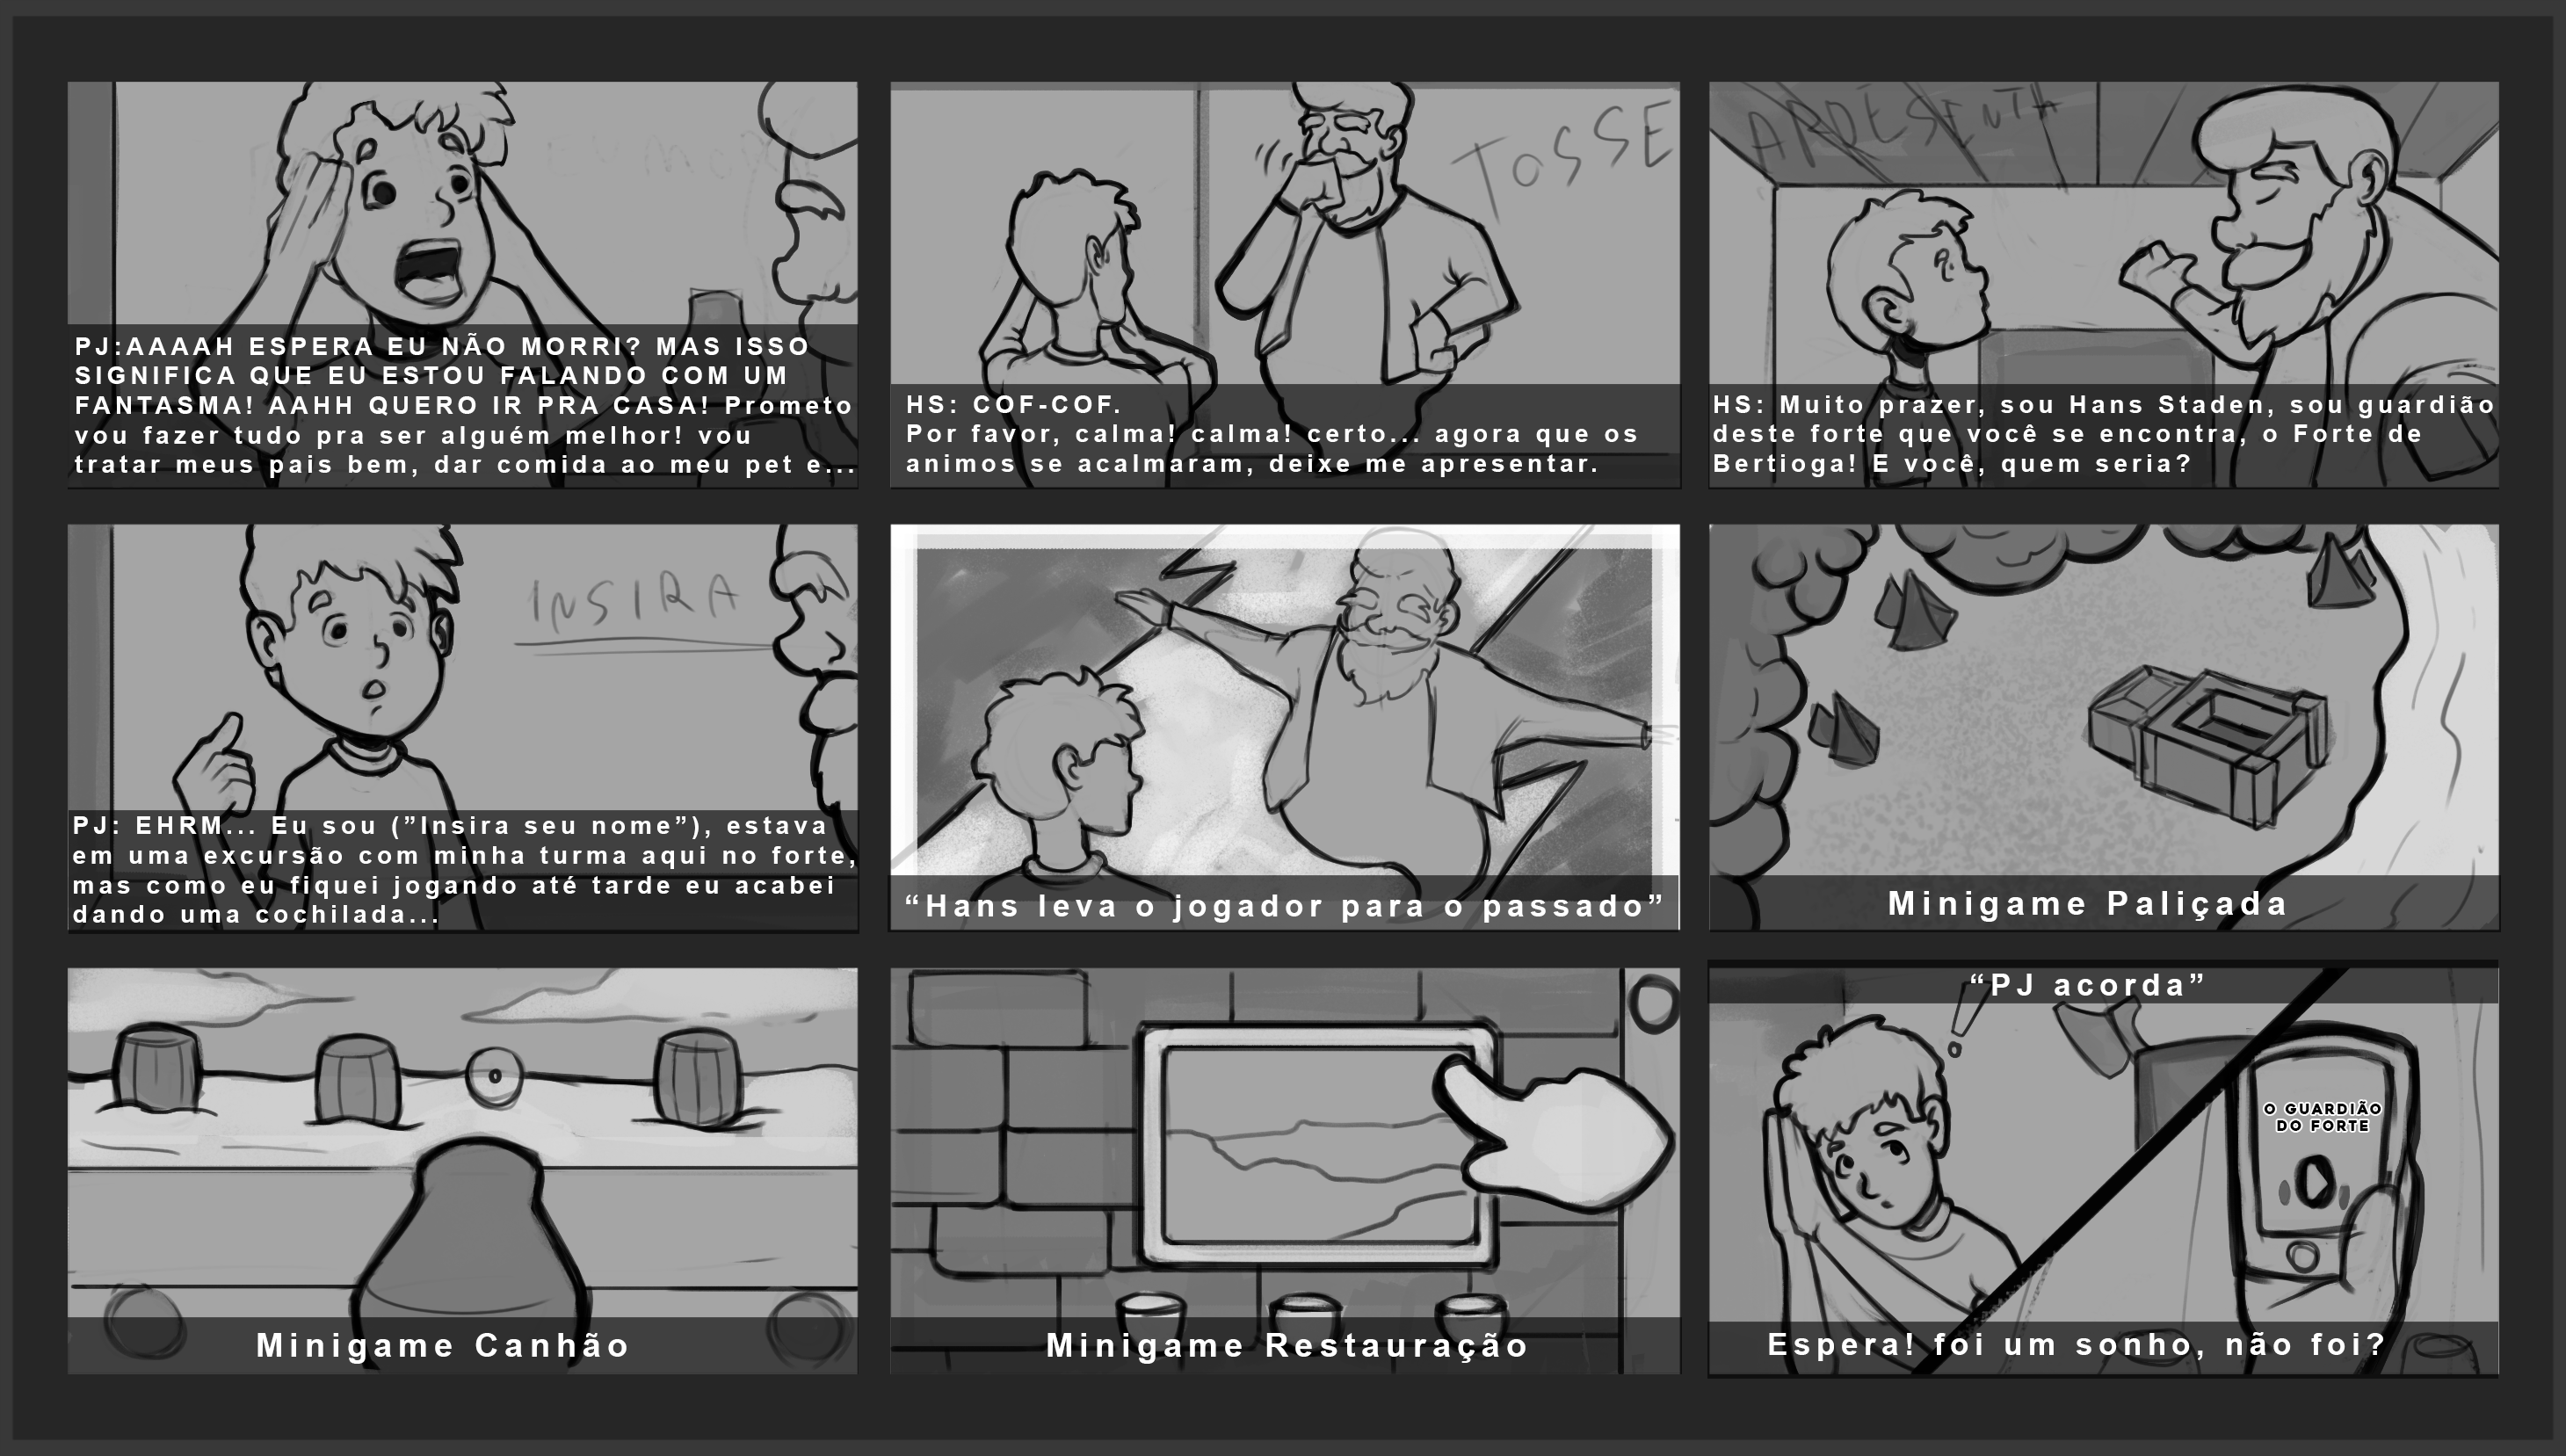 PJ:AAAAH ESPERA EU NÃO MORRI? MAS ISSO
SIGNIFICA QUE EU ESTOU FALANDO COM UM
FANTASMA! AAHH QUERO IR PRA CASA! Prometo
vou fazer tudo pra ser alguém melhor! vou
tratar meus pais bem, dar comida ao meu pet e...
TOSSE
HS: COF-COF.
Por favor, calma! calma! certo... agora que os
animos se acalmaram, deixe me apresentar.
APRESENTA
HS: Muito prazer, sou Hans Staden, sou guardião
deste forte que você se encontra, o Forte de
Bertioga! E você, quem seria?
INSIRA
PJ: EHRM... Eu sou (”Insira seu nome”), estava
em uma excursão com minha turma aqui no forte,
mas como eu fiquei jogando até tarde eu acabei
dando uma cochilada...
“Hans leva o jogador para o passado”
Minigame Paliçada
Minigame Canhão
Minigame Restauração
“PJ acorda”
!
O GUARDIÃO
DO FORTE
Espera! foi um sonho, não foi?